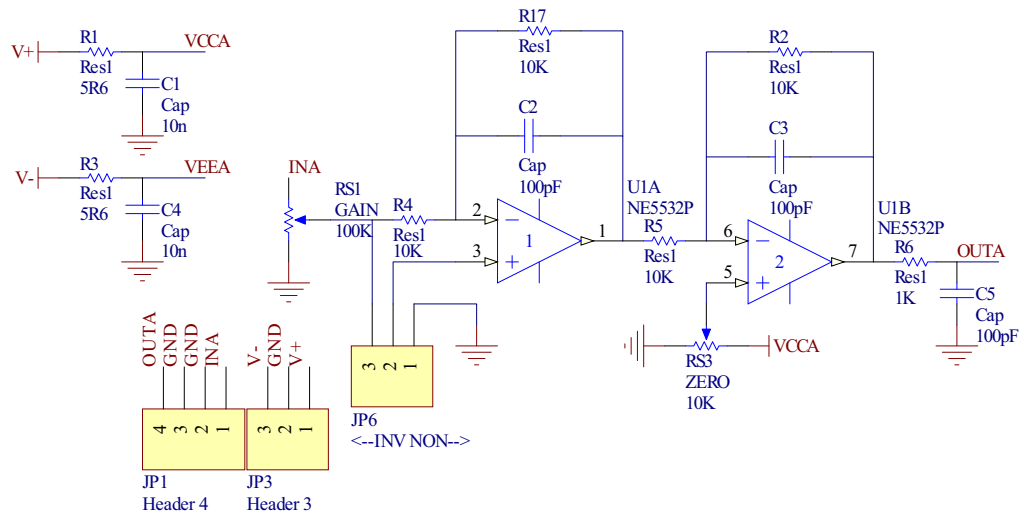 R1
V+
VCCA
Res1
5R6
C1
Cap
10n
R3
V-
VEEA
Res1
5R6
C4
Cap
10n
INA
RS1
GAIN
100K
R4
Res1
10K
R17
Res1
10K
C2
Cap
100pF
2
3
1
1
U1A
NE5532P
R5
Res1
10K
R2
Res1
10K
C3
Cap
100pF
6
5
2
7
U1B
NE5532P
R6
Res1
1K
OUTA
C5
Cap
100pF
RS3
ZERO
10K
VCCA
3
2
1
JP6
<--INV NON-->
OUTA
GND
GND
INA
4
3
2
1
JP1
Header 4
V-
GND
V+
3
2
1
JP3
Header 3